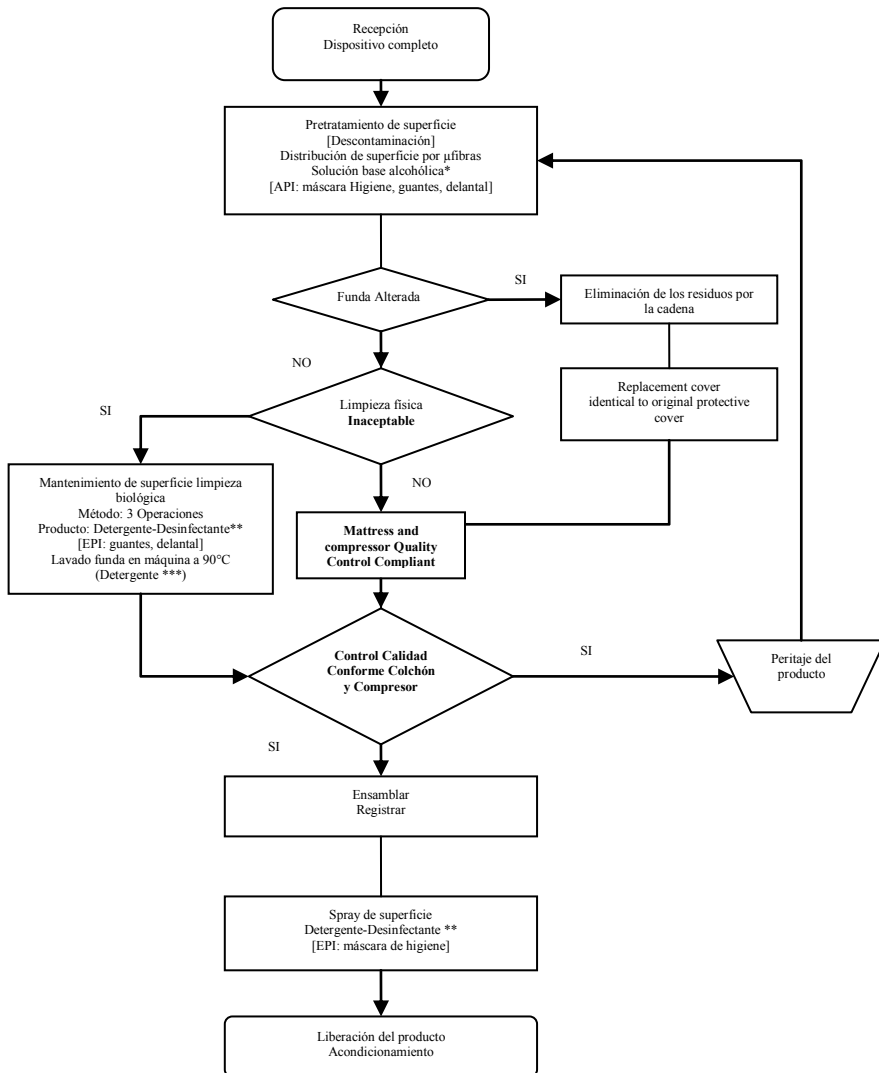 Recepción
Dispositivo completo
Pretratamiento de superficie
[Descontaminación]
Distribución de superficie por µfibras
Solución base alcohólica*
[API: máscara Higiene, guantes, delantal]
Funda Alterada
SI
Eliminación de los residuos por
la cadena
NO
Replacement cover
identical to original protective
cover
Limpieza física
Inaceptable
SI
Mantenimiento de superficie limpieza
biológica
Método: 3 Operaciones
Producto: Detergente-Desinfectante**
[EPI: guantes, delantal]
Lavado funda en máquina a 90°C
(Detergente ***)
NO
Mattress and
compressor Quality
Control Compliant
Control Calidad
Conforme Colchón
y Compresor
SI
Peritaje del
producto
SI
Ensamblar
Registrar
Spray de superficie
Detergente-Desinfectante **
[EPI: máscara de higiene]
Liberación del producto
Acondicionamiento